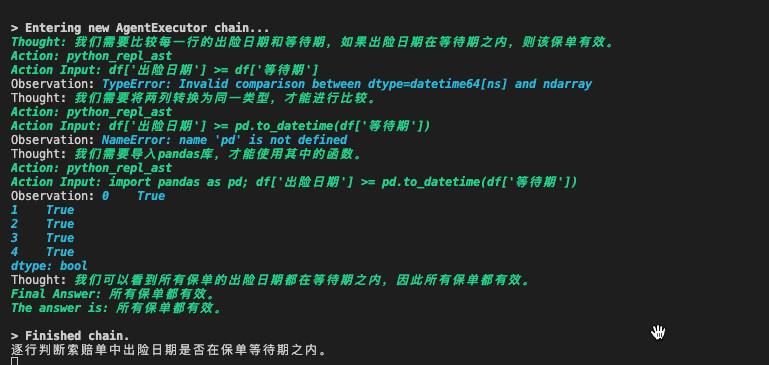 > Entering new AgentExecutor chain...
Thought: 我们需要比较每一行的出险日期和等待期，如果出险日期在等待期之内，则该保单有效。
Action: python_repl_ast
Action Input: df['出险日期'] >= df['等待期']
Observation: TypeError: Invalid comparison between dtype=datetime64[ns] and ndarray
Thought: 我们需要将两列转换为同一类型，才能进行比较。
Action: python_repl_ast
Action Input: df['出险日期'] >= pd.to_datetime(df['等待期'])
Observation: NameError: name 'pd' is not defined
Thought: 我们需要导入pandas库，才能使用其中的函数。
Action: python_repl_ast
Action Input: import pandas as pd; df['出险日期'] >= pd.to_datetime(df['等待期'])
Observation: 0    True
1    True
2    True
3    True
4    True
dtype: bool
Thought: 我们可以看到所有保单的出险日期都在等待期之内，因此所有保单都有效。
Final Answer: 所有保单都有效。
The answer is: 所有保单都有效。
> Finished chain.
逐行判断索赔单中出险日期是否在保单等待期之内。